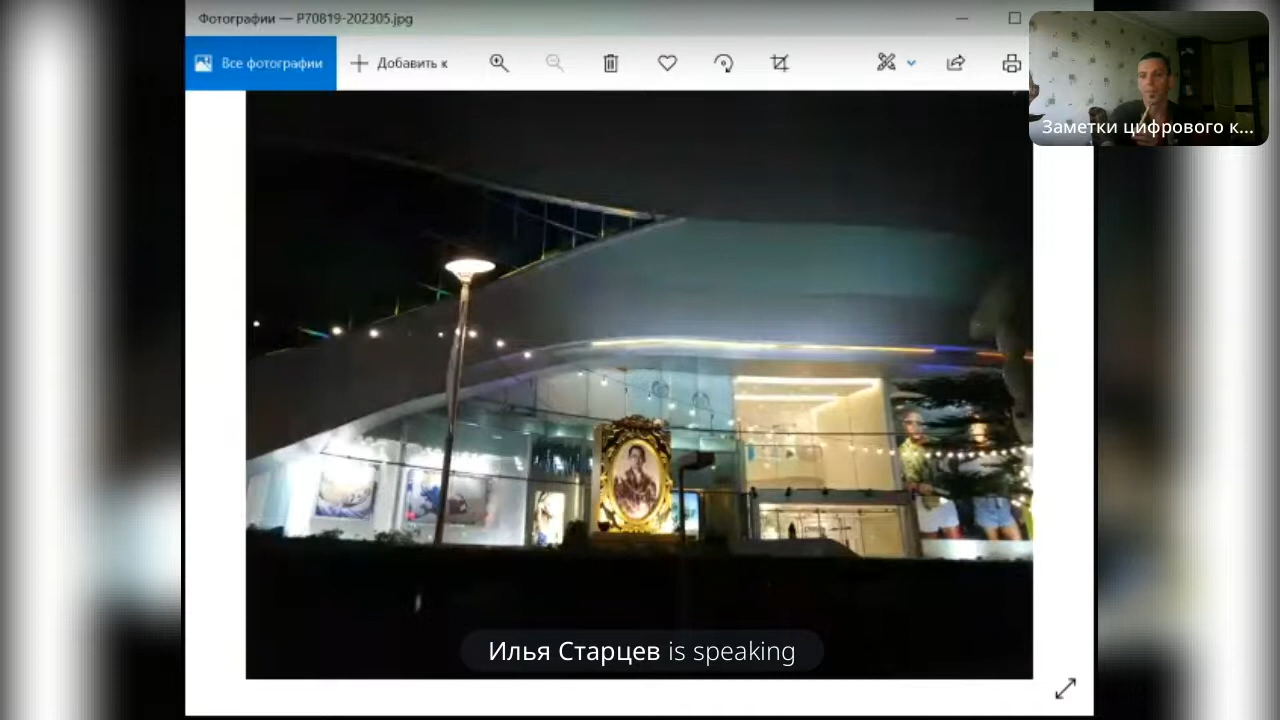 Фотографии — P70819-202305.jpg
Все фотографии
Добавить к
Заметки цифрового к...
Илья Старцев is speaking